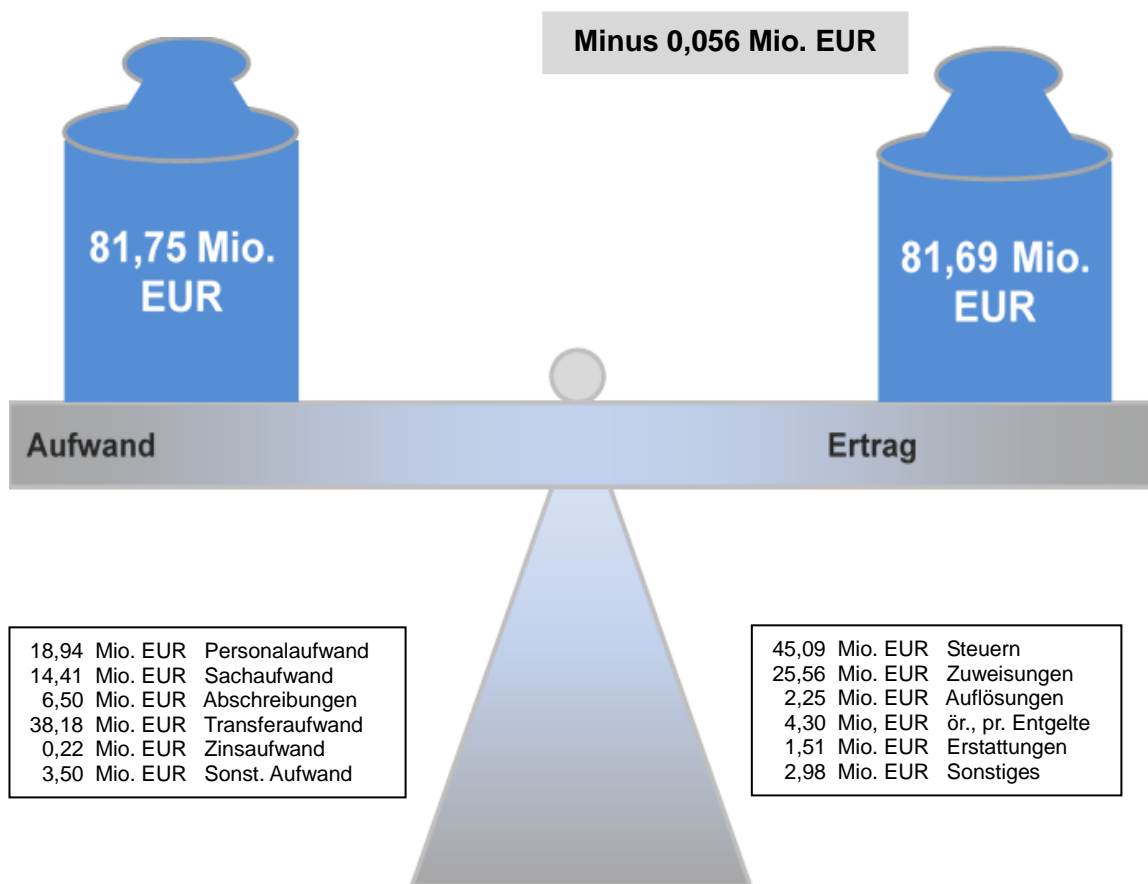 Minus 0,056 Mio. EUR
81,75 Mio.
EUR
81,69 Mio.
EUR
Aufwand
Ertrag
18,94 Mio. EUR Personalaufwand
14,41 Mio. EUR Sachaufwand
6,50 Mio. EUR Abschreibungen
38,18 Mio. EUR Transferaufwand
0,22 Mio. EUR Zinsaufwand
3,50 Mio. EUR Sonst. Aufwand
45,09 Mio. EUR Steuern
25,56 Mio. EUR Zuweisungen
2,25 Mio. EUR Auflösungen
4,30 Mio, EUR ör., pr. Entgelte
1,51 Mio. EUR Erstattungen
2,98 Mio. EUR Sonstiges